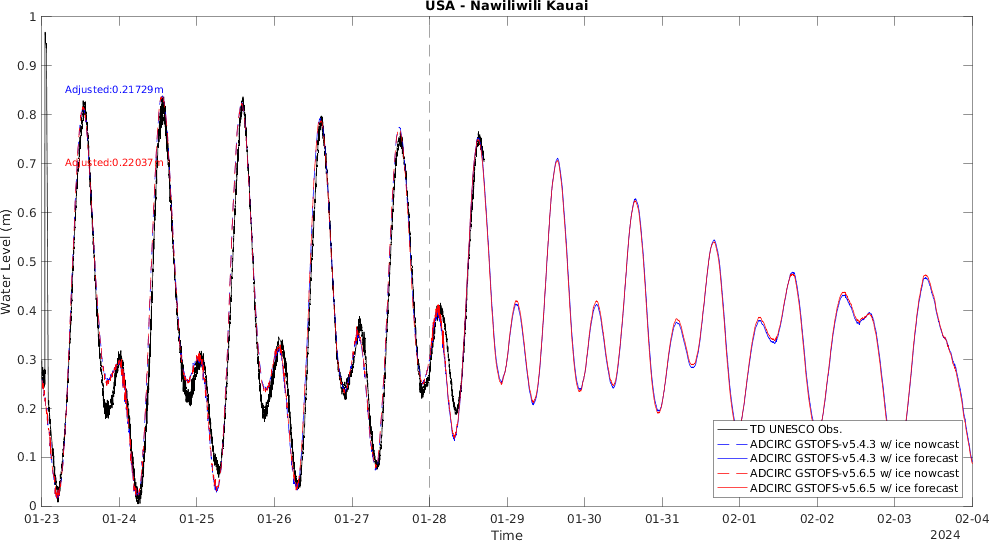 USA - Nawiliwili Kauai
Water Level (m)
1
0.9
0.8
0.7
0.6
0.5
0.4
0.3
0.2
0.1
0
Adjusted:0.21729m
Adjusted:0.22037m
TD UNESCO Obs.
ADCIRC GSTOFS-v5.4.3 w/ ice nowcast
ADCIRC GSTOFS-v5.4.3 w/ ice forecast
ADCIRC GSTOFS-v5.6.5 w/ ice nowcast
ADCIRC GSTOFS-v5.6.5 w/ ice forecast
01-23 01-24 01-25 01-26 01-27 01-28 01-29 01-30 01-31 02-01 02-02 02-03 02-04
Time
2024